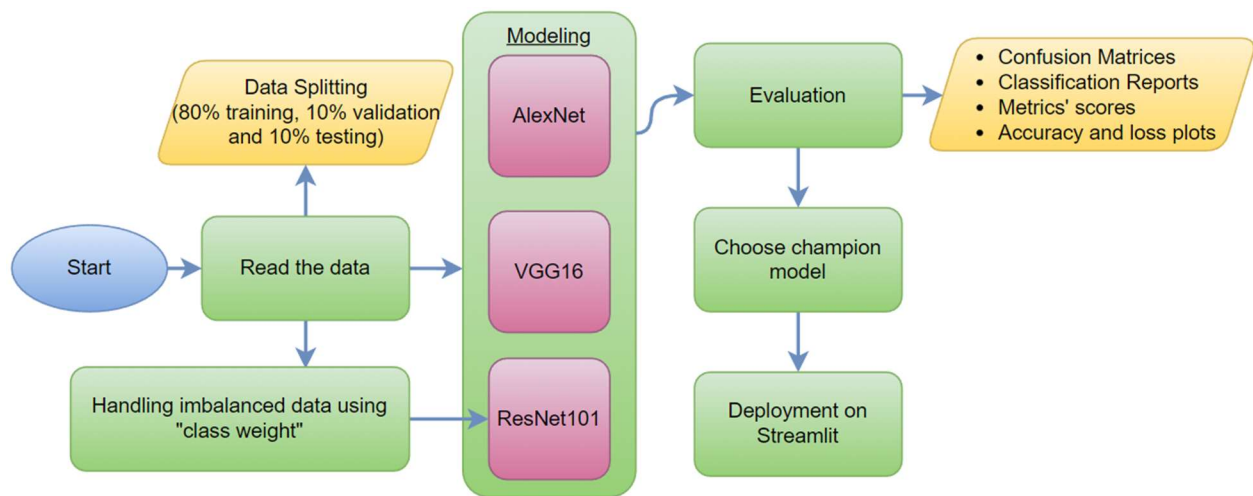 Start
Read the data
Data Splitting
(80% training, 10% validation
and 10% testing)
Handling imbalanced data using
"class weight"
Modeling
AlexNet
VGG16
ResNet101
Evaluation
• Confusion Matrices
• Classification Reports
• Metrics' scores
• Accuracy and loss plots
Choose champion
model
Deployment on
Streamlit